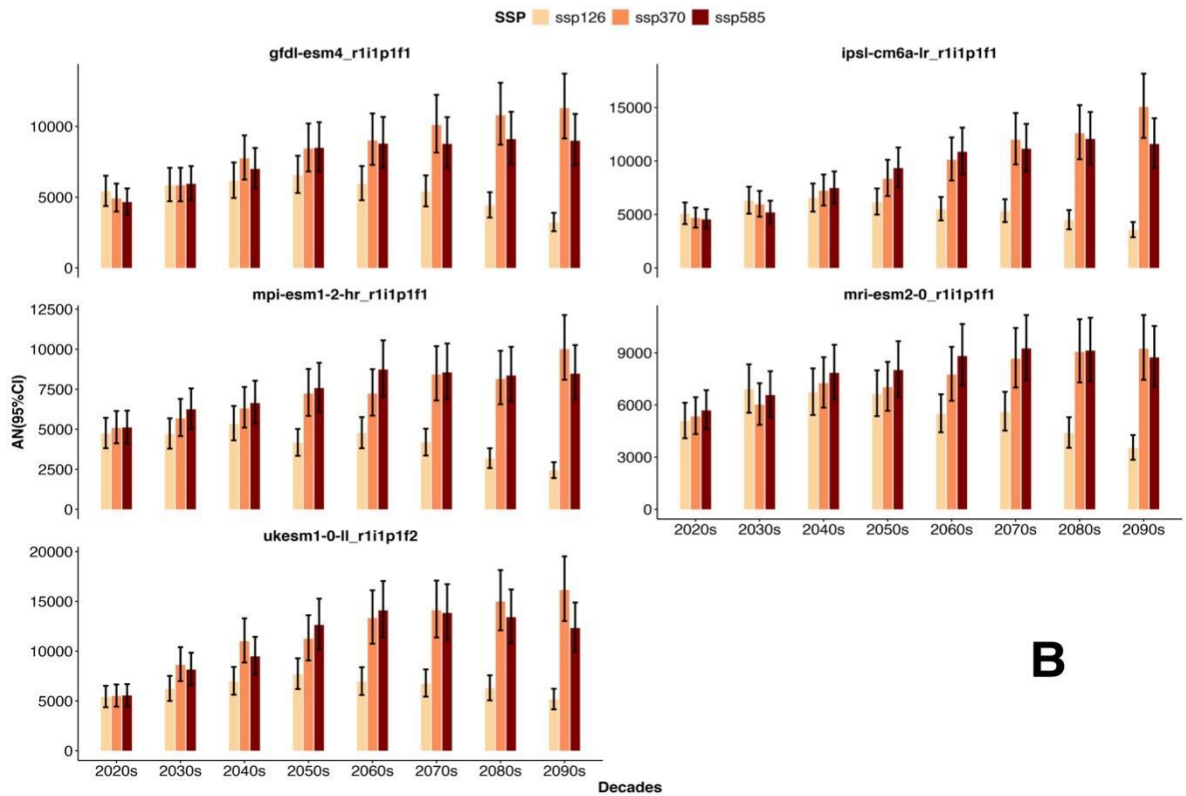 SSP ssp126 ssp370 ssp585
gfdl-esm4_r1i1p1f1
10000
5000
0
ipsl-cm6a-lr_r1i1p1f1
15000
10000
5000
0
mpi-esm1-2-hr_r1i1p1f1
12500
10000
7500
5000
2500
0
mri-esm2-0_r1i1p1f1
9000
6000
3000
0
2020s 2030s 2040s 2050s 2060s 2070s 2080s 2090s
AN(95%CI)
ukesm1-0-ll_r1i1p1f2
20000
15000
10000
5000
0
2020s 2030s 2040s 2050s 2060s 2070s 2080s 2090s
B
Decades